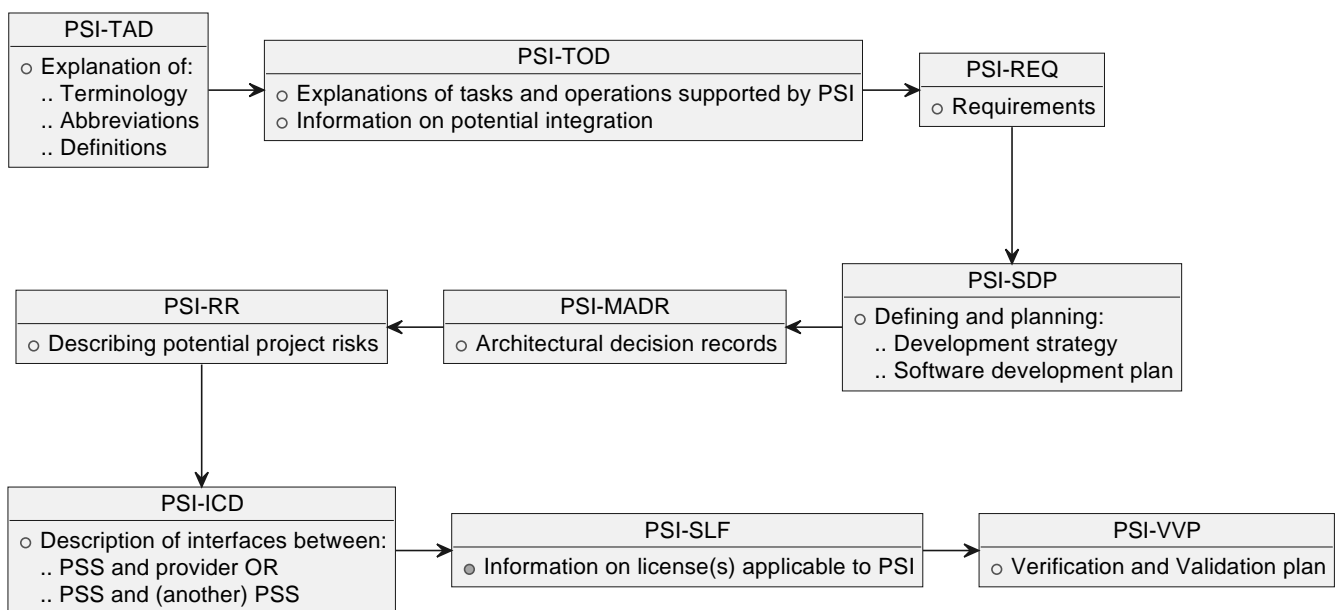 PSI-TAD
Explanation of:
.. Terminology
.. Abbreviations
.. Definitions
PSI-TOD
Explanations of tasks and operations supported by PSI
Information on potential integration
PSI-REQ
Requirements
PSI-SDP
Defining and planning:
.. Development strategy
.. Software development plan
PSI-MADR
Architectural decision records
PSI-RR
Describing potential project risks
PSI-ICD
Description of interfaces between:
.. PSS and provider OR
.. PSS and (another) PSS
PSI-SLF
Information on license(s) applicable to PSI
PSI-VVP
Verification and Validation plan